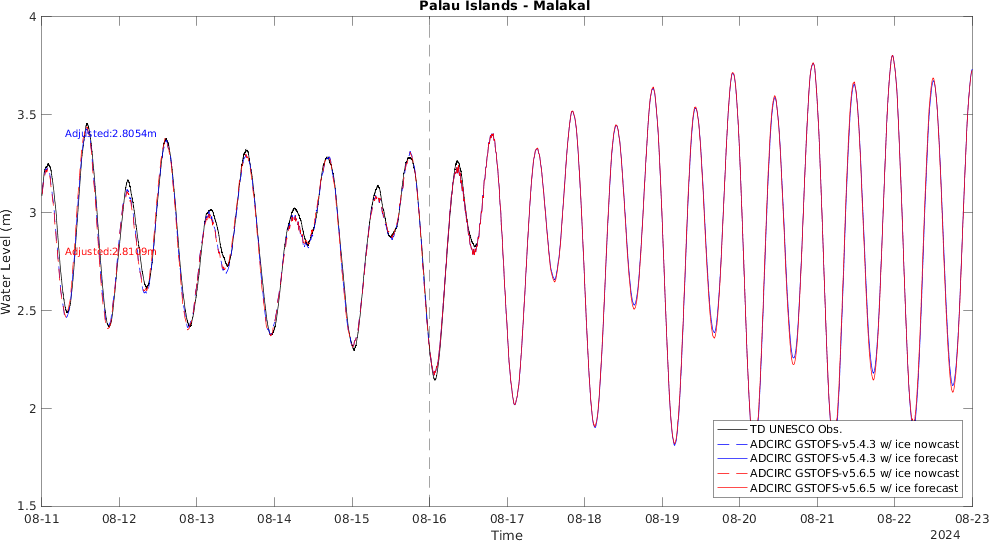 Palau Islands - Malakal
4
3.5
3
2.5
2
1.5
Water Level (m)
Adjusted:2.8054m
Adjusted:2.8109m
TD UNESCO Obs.
ADCIRC GSTOFS-v5.4.3 w/ ice nowcast
ADCIRC GSTOFS-v5.4.3 w/ ice forecast
ADCIRC GSTOFS-v5.6.5 w/ ice nowcast
ADCIRC GSTOFS-v5.6.5 w/ ice forecast
08-11 08-12 08-13 08-14 08-15 08-16 08-17 08-18 08-19 08-20 08-21 08-22 08-23
Time
2024